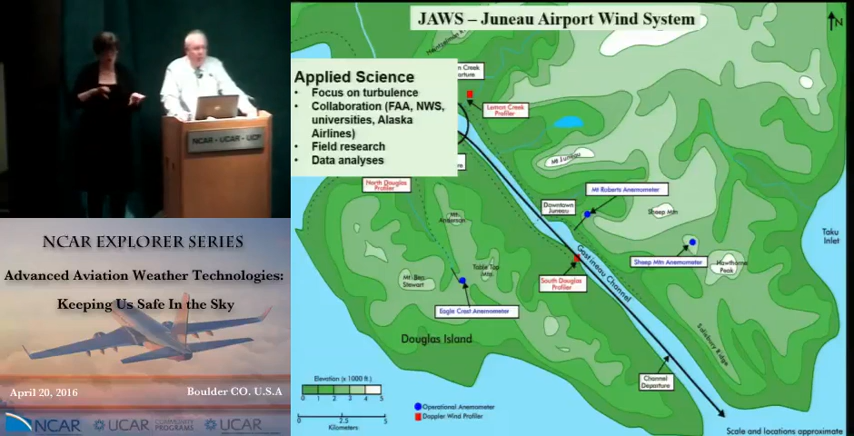 JAWS – Juneau Airport Wind System
N
Applied Science
• Focus on turbulence
• Collaboration (FAA, NWS,
universities, Alaska
Airlines)
• Field research
• Data analyses
n Creek
arture
Lemon Creek
Profiler
Mt Juneau
North Douglas
Profiler
Mt Roberts Anemometer
Downtown
Juneau
Sheep Mtn
Mt.
Anderson
Taku
Inlet
Sheep Mtn Anemometer
Hawthorne
Peak
Gastineau Channel
South Douglas
Profiler
Mt Ben
Stewart
Table Top
Eagle Crest Anemometer
Douglas Island
Salisbury Ridge
Channel
Departure
Elevation (x 1000 ft.)
0 1 2 3 4 5
0 2.5 5
Kilometers
Operational Anemometer
Doppler Wind Profiler
Scale and locations approximate
NCAR • UCAR • UCP
NCAR EXPLORER SERIES
Advanced Aviation Weather Technologies:
Keeping Us Safe In the Sky
April 20, 2016
Boulder CO. U.S.A
NCAR
UCAR COMMUNITY
PROGRAMS
UCAR